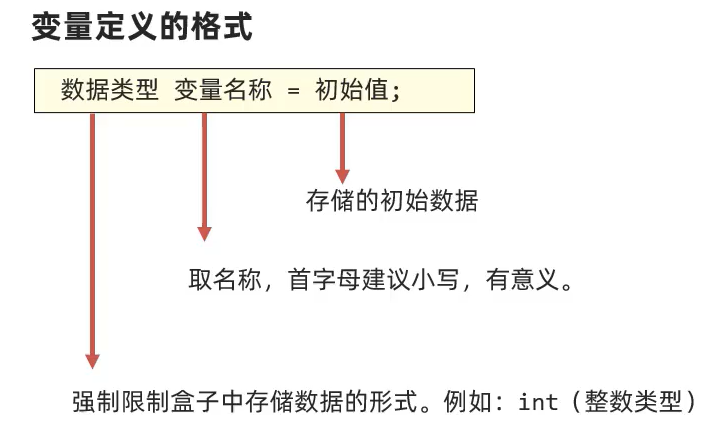 变量定义的格式
数据类型 变量名称 = 初始值;
存储的初始数据
取名称，首字母建议小写，有意义。
强制限制盒子中存储数据的形式。例如：int（整数类型）